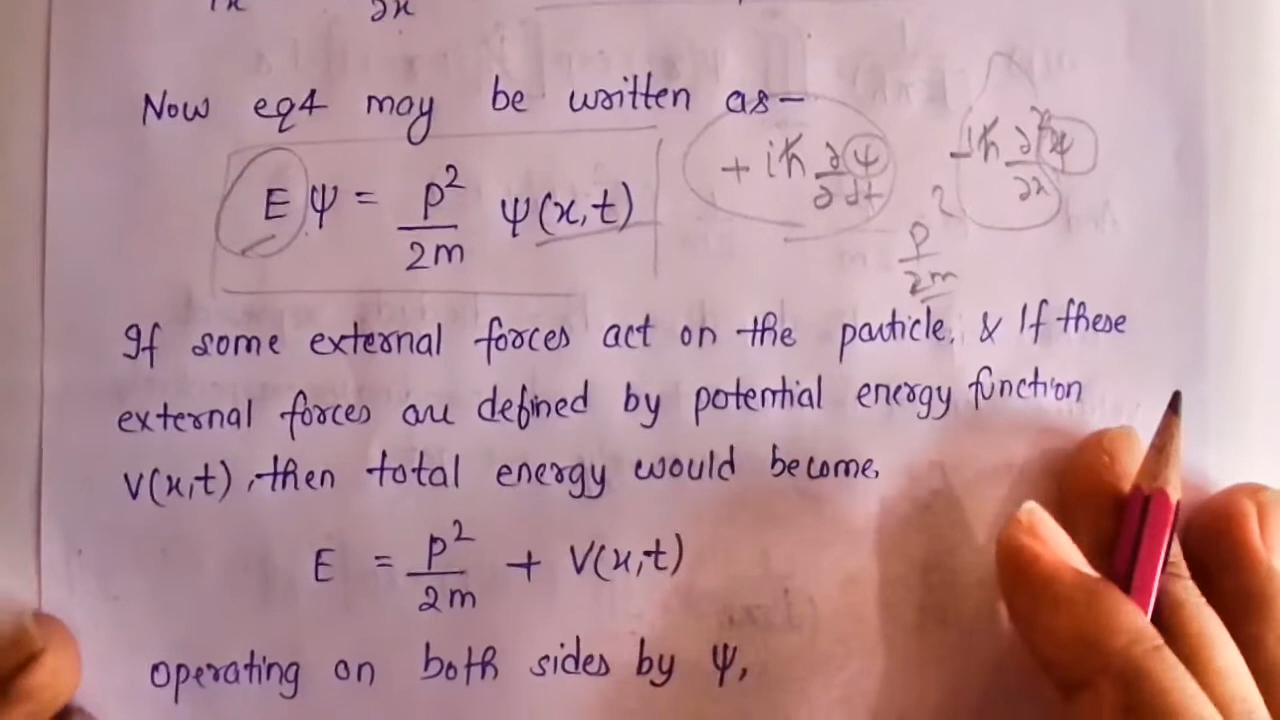 ∂x
Now eq4 may be written as-
Eψ = p²/2m ψ(x,t)
+ iħ ∂ψ/∂t
-iħ ∂ψ/∂x
p²/2m
If some external forces act on the particle, & If these
external forces are defined by potential energy function
V(x,t), then total energy would become,
E = p²/2m + V(x,t)
operating on both sides by ψ,